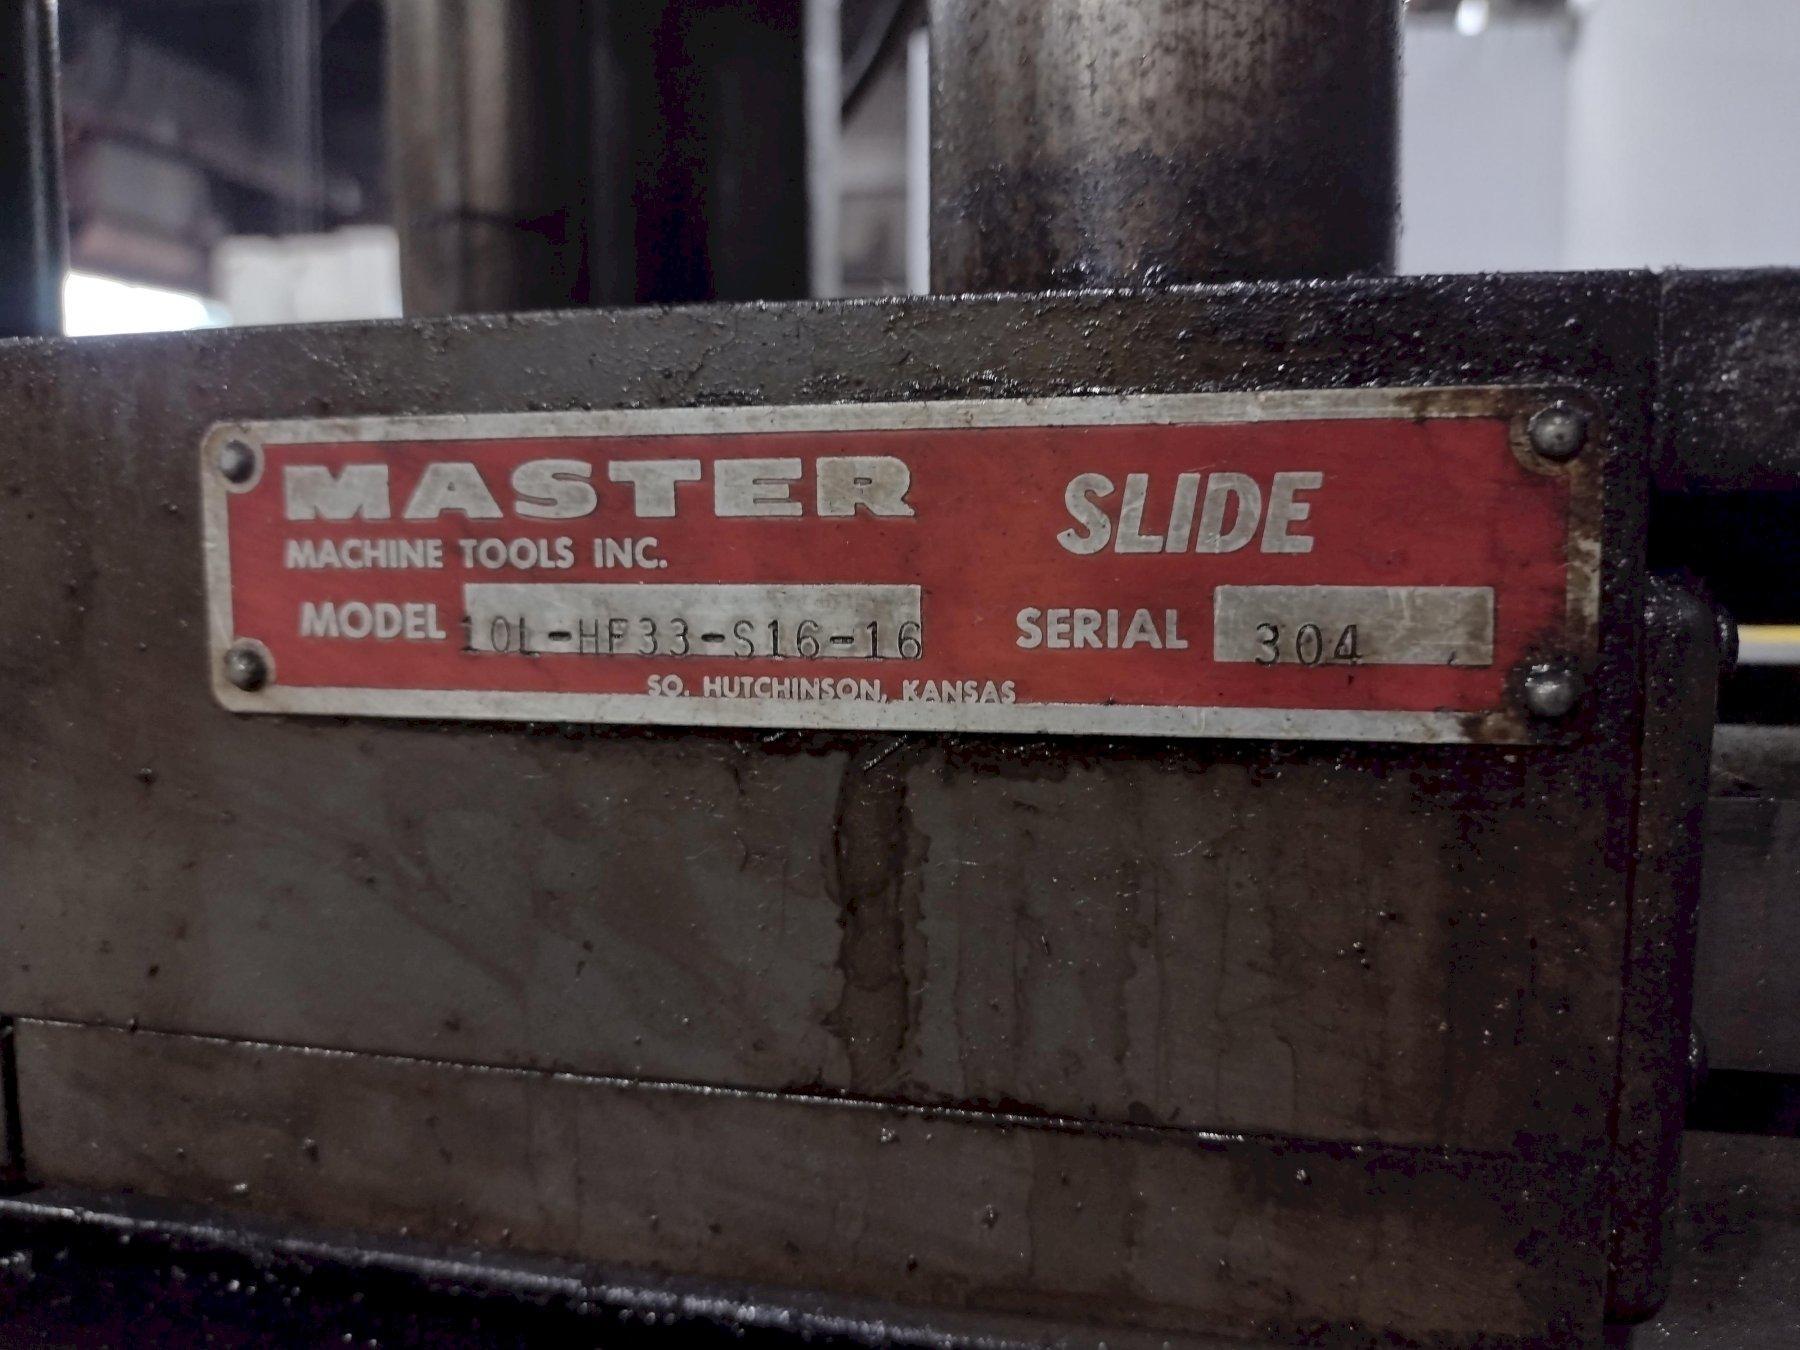 MASTER SLIDE
MACHINE TOOLS INC.
MODEL 10L-HF33-S16-16 SERIAL 304
SO. HUTCHINSON, KANSAS